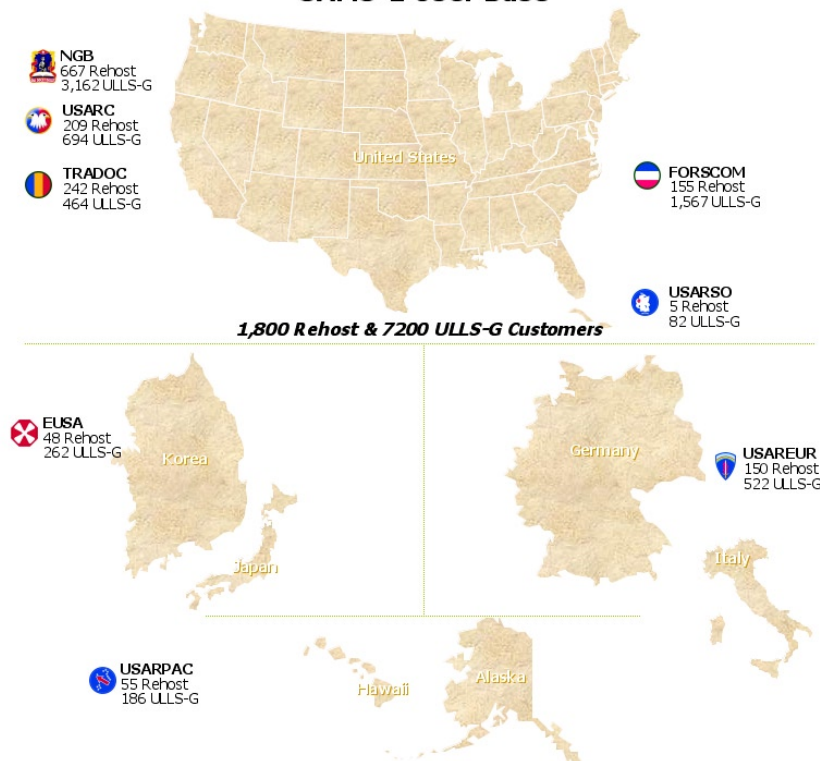 NGB
667 Rehost
3,162 ULLS-G
USARC
209 Rehost
694 ULLS-G
TRADOC
242 Rehost
464 ULLS-G
United States
FORSCOM
155 Rehost
1,567 ULLS-G
USARSO
5 Rehost
82 ULLS-G
1,800 Rehost & 7200 ULLS-G Customers
EUSA
48 Rehost
262 ULLS-G
Korea
Japan
Germany
USAREUR
150 Rehost
522 ULLS-G
Italy
USARPAC
55 Rehost
186 ULLS-G
Hawaii
Alaska